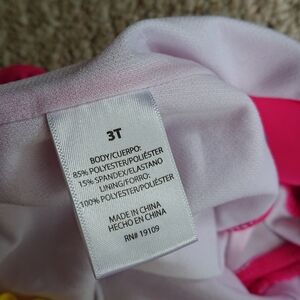 3T
BODY/CUERPO:
85% POLYESTER/POLIÉSTER
15% SPANDEX/ELASTANO
LINING/FORRO:
100% POLYESTER/POLIÉSTER
MADE IN CHINA
HECHO EN CHINA
RN# 19109